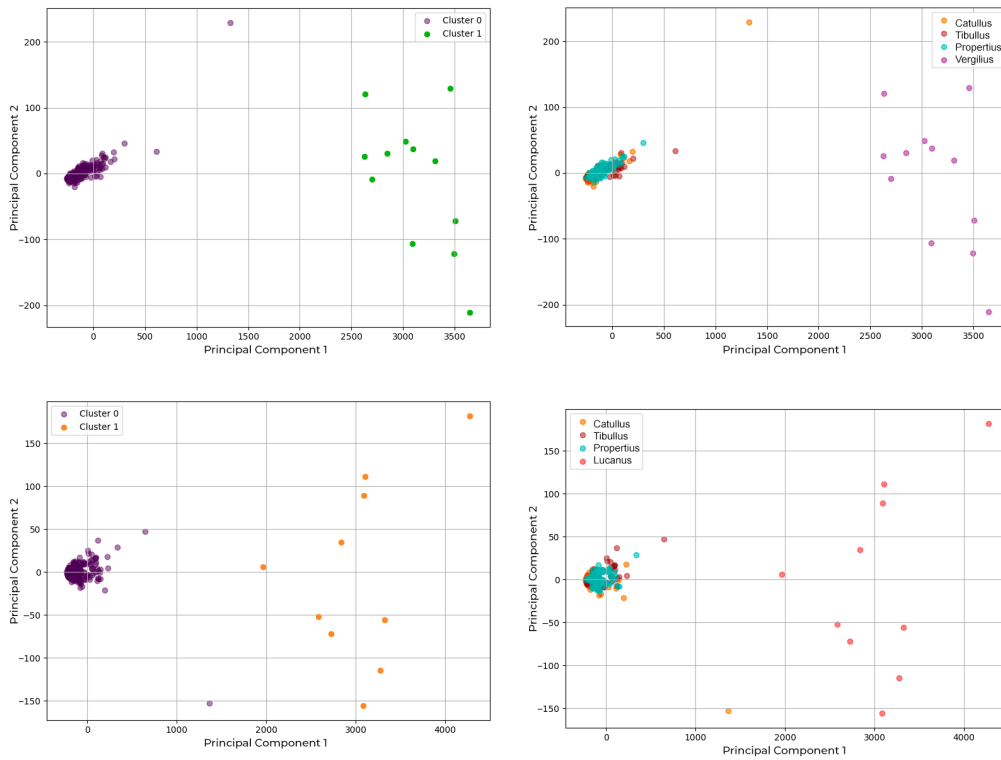 Cluster 0
Cluster 1
200
100
0
−100
−200
Principal Component 2
0
500
1000
1500
2000
2500
3000
3500
Principal Component 1
Catullus
Tibullus
Propertius
Vergilius
200
100
0
−100
−200
Principal Component 2
0
500
1000
1500
2000
2500
3000
3500
Principal Component 1
Cluster 0
Cluster 1
150
100
50
0
−50
−100
−150
Principal Component 2
0
1000
2000
3000
4000
Principal Component 1
Catullus
Tibullus
Propertius
Lucanus
150
100
50
0
−50
−100
−150
Principal Component 2
0
1000
2000
3000
4000
Principal Component 1